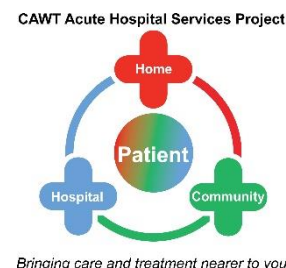 CAWT Acute Hospital Services Project
Home
Patient
Hospital
Community
Bringing care and treatment nearer to you